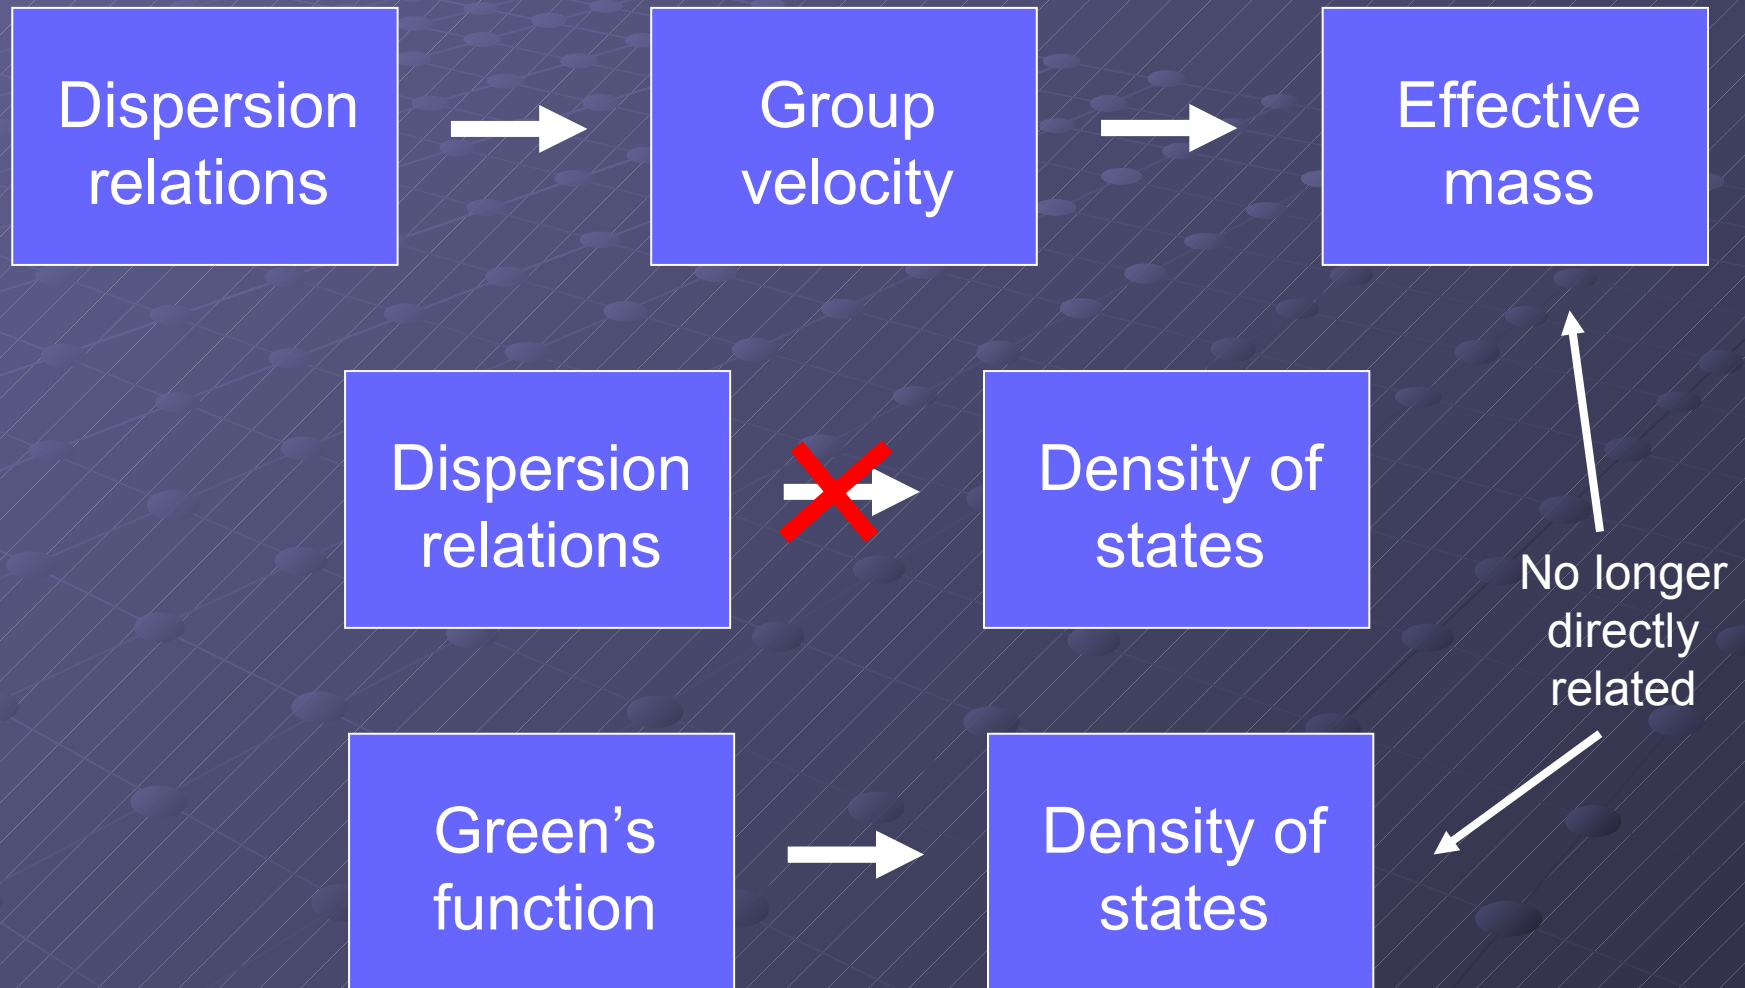 Dispersion
relations
Group
velocity
Effective
mass
Dispersion
relations
Density of
states
No longer
directly
related
Green’s
function
Density of
states